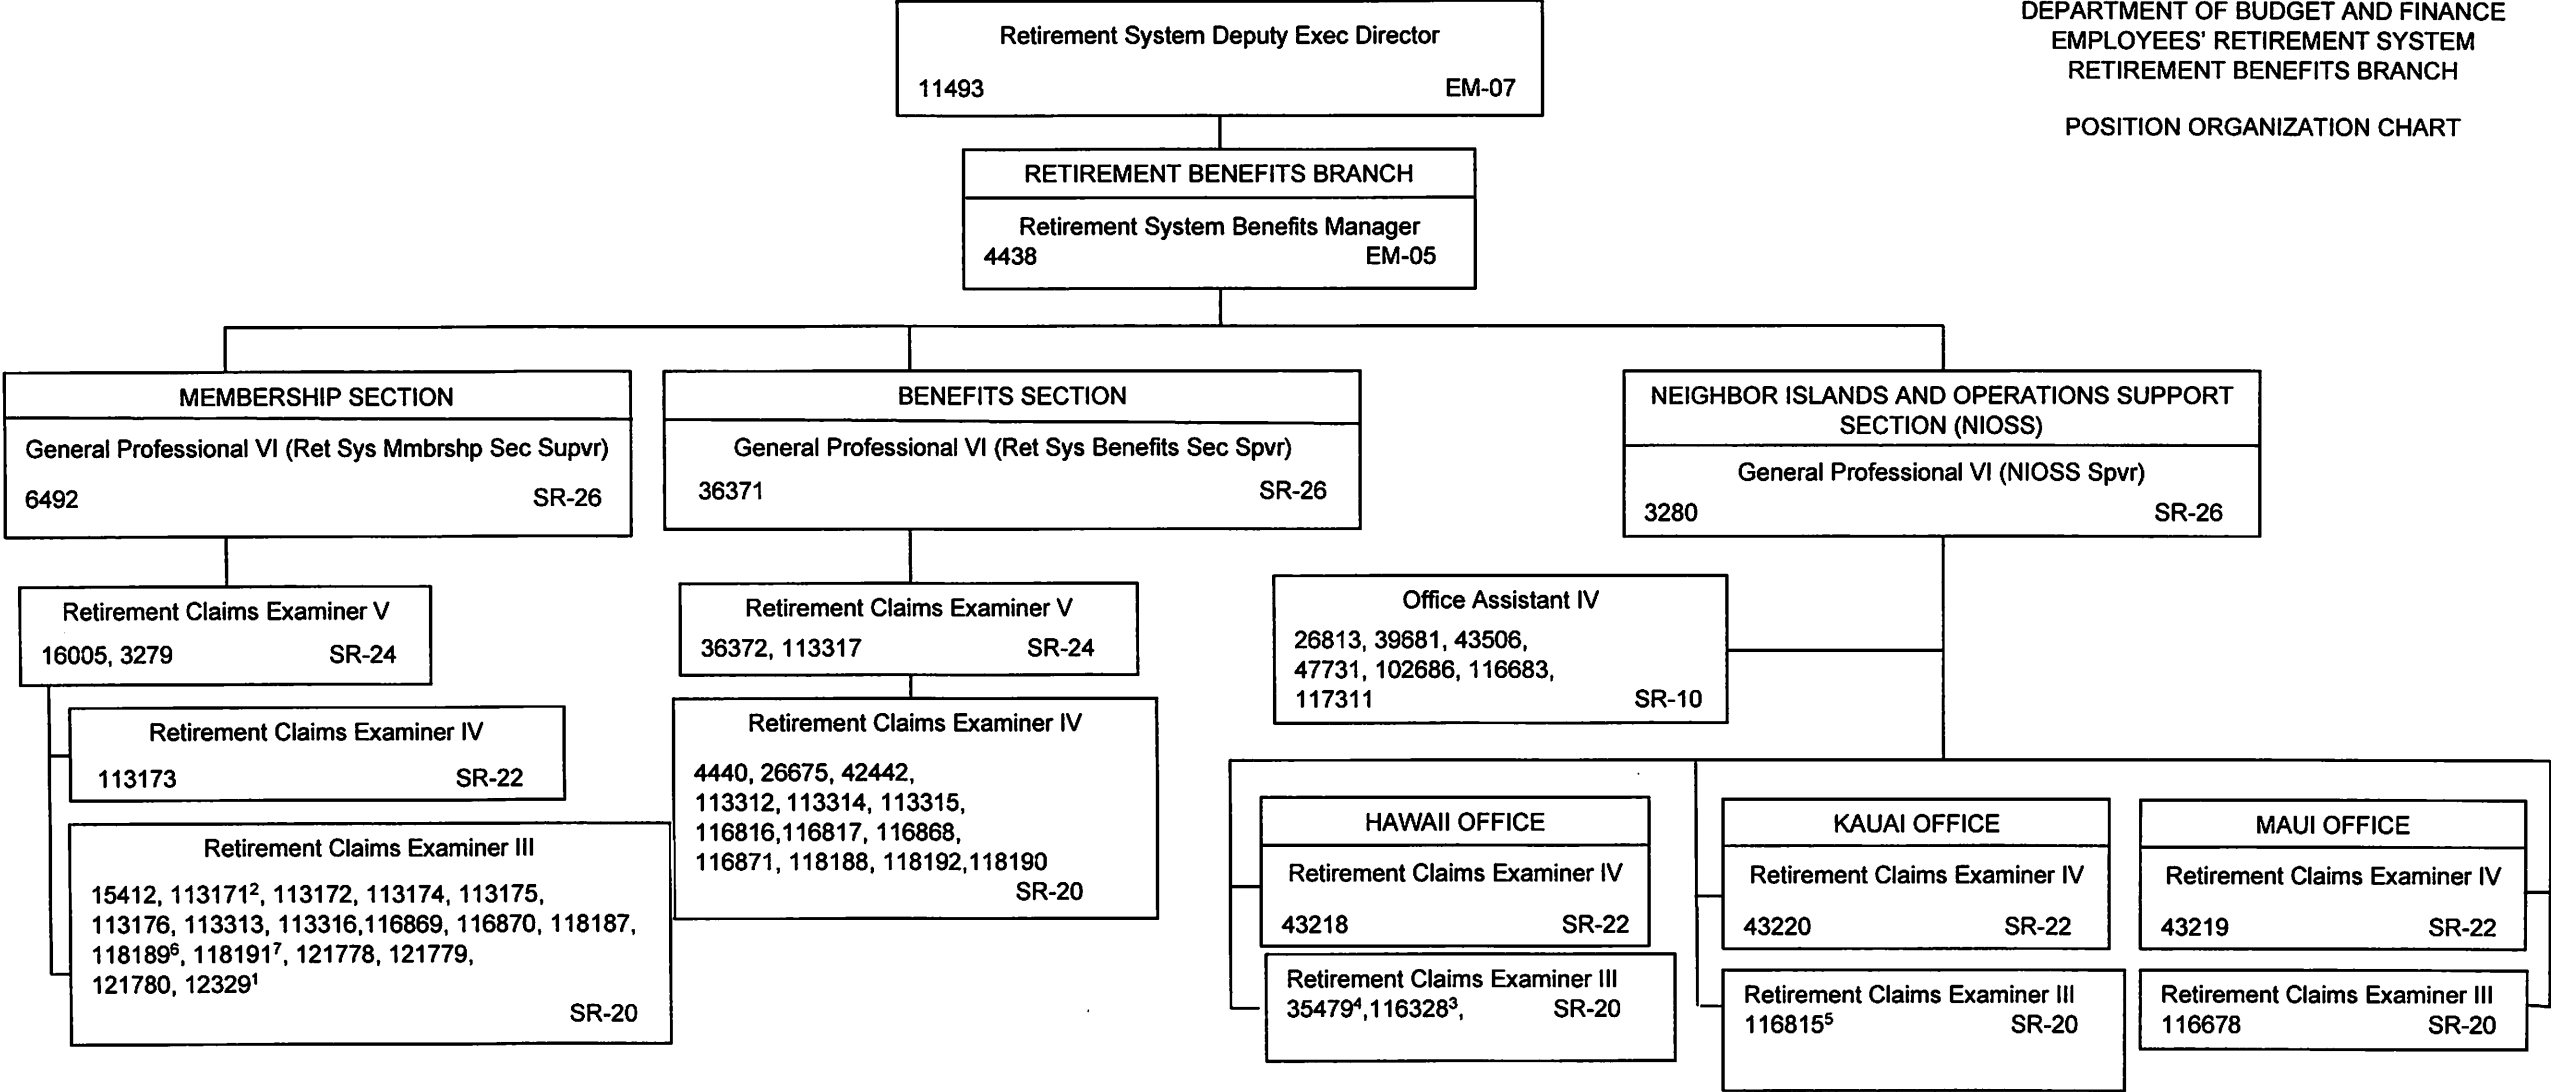 DEPARTMENT OF BUDGET AND FINANCE
EMPLOYEES' RETIREMENT SYSTEM
RETIREMENT BENEFITS BRANCH
POSITION ORGANIZATION CHART
Retirement System Deputy Exec Director
11493 EM-07
RETIREMENT BENEFITS BRANCH
Retirement System Benefits Manager
4438 EM-05
MEMBERSHIP SECTION
General Professional VI (Ret Sys Mmbrshp Sec Supvr)
6492 SR-26
Retirement Claims Examiner V
16005, 3279 SR-24
Retirement Claims Examiner IV
113173 SR-22
Retirement Claims Examiner III
15412, 113171², 113172, 113174, 113175,
113176, 113313, 113316,116869, 116870, 118187,
118189⁶, 118191⁷, 121778, 121779,
121780, 12329¹
SR-20
BENEFITS SECTION
General Professional VI (Ret Sys Benefits Sec Spvr)
36371 SR-26
Retirement Claims Examiner V
36372, 113317 SR-24
Retirement Claims Examiner IV
4440, 26675, 42442,
113312, 113314, 113315,
116816,116817, 116868,
116871, 118188, 118192,118190
SR-20
NEIGHBOR ISLANDS AND OPERATIONS SUPPORT
SECTION (NIOSS)
General Professional VI (NIOSS Spvr)
3280 SR-26
Office Assistant IV
26813, 39681, 43506,
47731, 102686, 116683,
117311 SR-10
HAWAII OFFICE
Retirement Claims Examiner IV
43218 SR-22
Retirement Claims Examiner III
35479⁴,116328³, SR-20
KAUAI OFFICE
Retirement Claims Examiner IV
43220 SR-22
Retirement Claims Examiner III
116815⁵ SR-20
MAUI OFFICE
Retirement Claims Examiner IV
43219 SR-22
Retirement Claims Examiner III
116678 SR-20